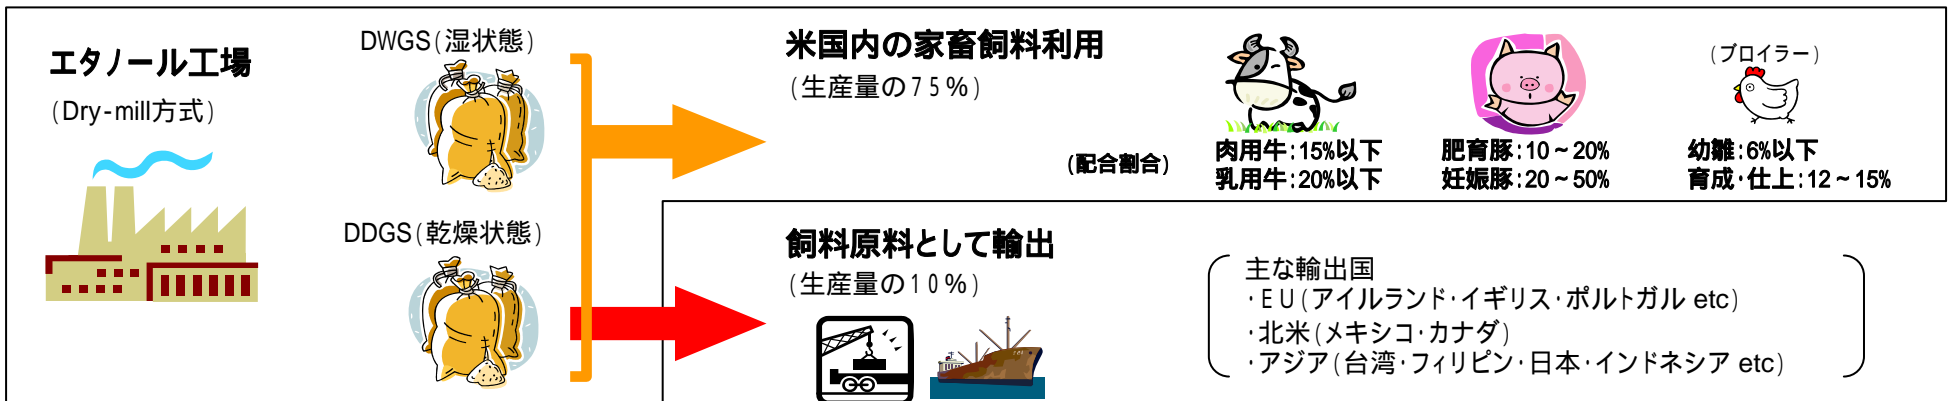 エタノール工場
(Dry-mill方式)
DWGS(湿状態)
DDGS(乾燥状態)
米国内の家畜飼料利用
(生産量の75%)
(配合割合)
肉用牛:15%以下
乳用牛:20%以下
肥育豚:10~20%
妊娠豚:20~50%
(ブロイラー)
幼雛:6%以下
育成・仕上:12~15%
飼料原料として輸出
(生産量の10%)
主な輸出国
・EU(アイルランド・イギリス・ポルトガル etc)
・北米(メキシコ・カナダ)
・アジア(台湾・フィリピン・日本・インドネシア etc)